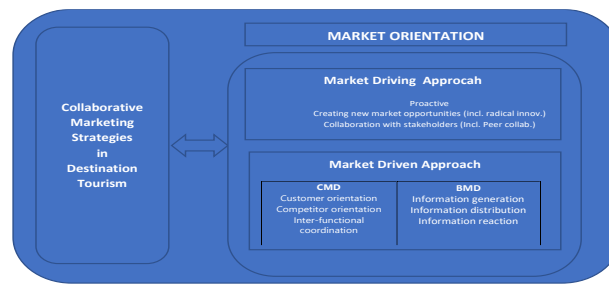 MARKET ORIENTATION
Collaborative
Marketing
Strategies
in
Destination
Tourism
Market Driving Approcah
Proactive
Creating new market opportunities (incl. radical innov.)
Collaboration with stakeholders (Incl. Peer collab.)
Market Driven Approach
CMD
Customer orientation
Competitor orientation
Inter-functional
coordination
BMD
Information generation
Information distribution
Information reaction